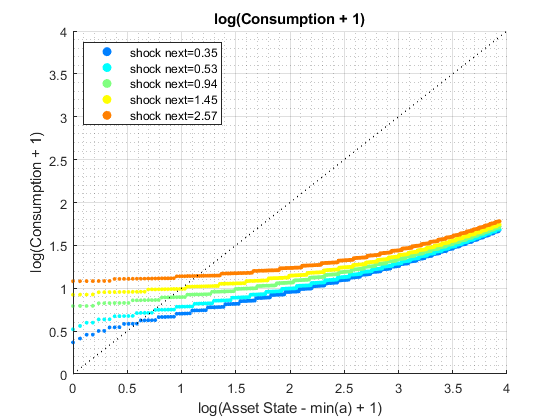 log(Consumption + 1)
shock next=0.35
shock next=0.53
shock next=0.94
shock next=1.45
shock next=2.57
log(Consumption + 1)
4
3.5
3
2.5
2
1.5
1
0.5
0
0 0.5 1 1.5 2 2.5 3 3.5 4
log(Asset State - min(a) + 1)